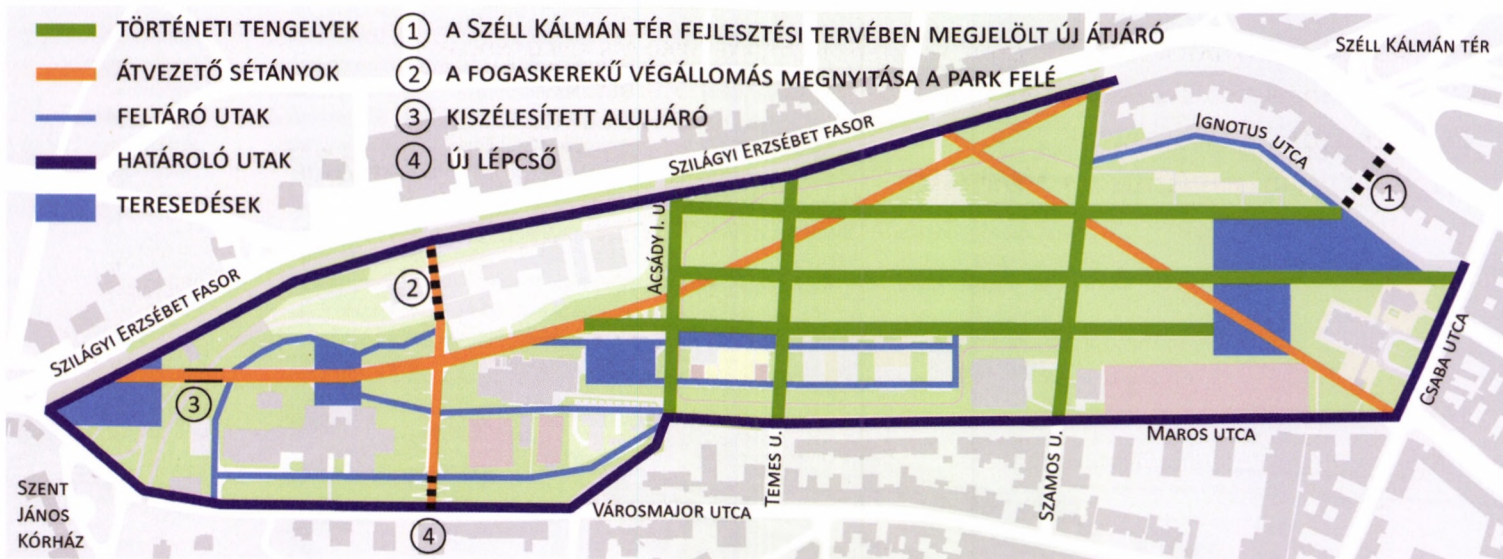 TÖRTÉNETI TENGELYEK
ÁTVEZETŐ SÉTÁNYOK
FELTÁRÓ UTAK
HATÁROLÓ UTAK
TERESEDÉSEK
1 A SZÉLL KÁLMÁN TÉR FEJLESZTÉSI TERVÉBEN MEGJELÖLT ÚJ ÁTJÁRÓ
2 A FOGASKEREKŰ VÉGÁLLOMÁS MEGNYITÁSA A PARK FELÉ
3 KISZÉLESÍTETT ALULJÁRÓ
4 ÚJ LÉPCSŐ
SZÉLL KÁLMÁN TÉR
SZILÁGYI ERZSÉBET FASOR
IGNOTUS UTCA
1
ACSÁDY I. U.
2
SZILÁGYI ERZSÉBET FASOR
CSABA UTCA
3
MAROS UTCA
TEMES U.
SZAMOS U.
SZENT
JÁNOS
KÓRHÁZ
VÁROSMAJOR UTCA
4